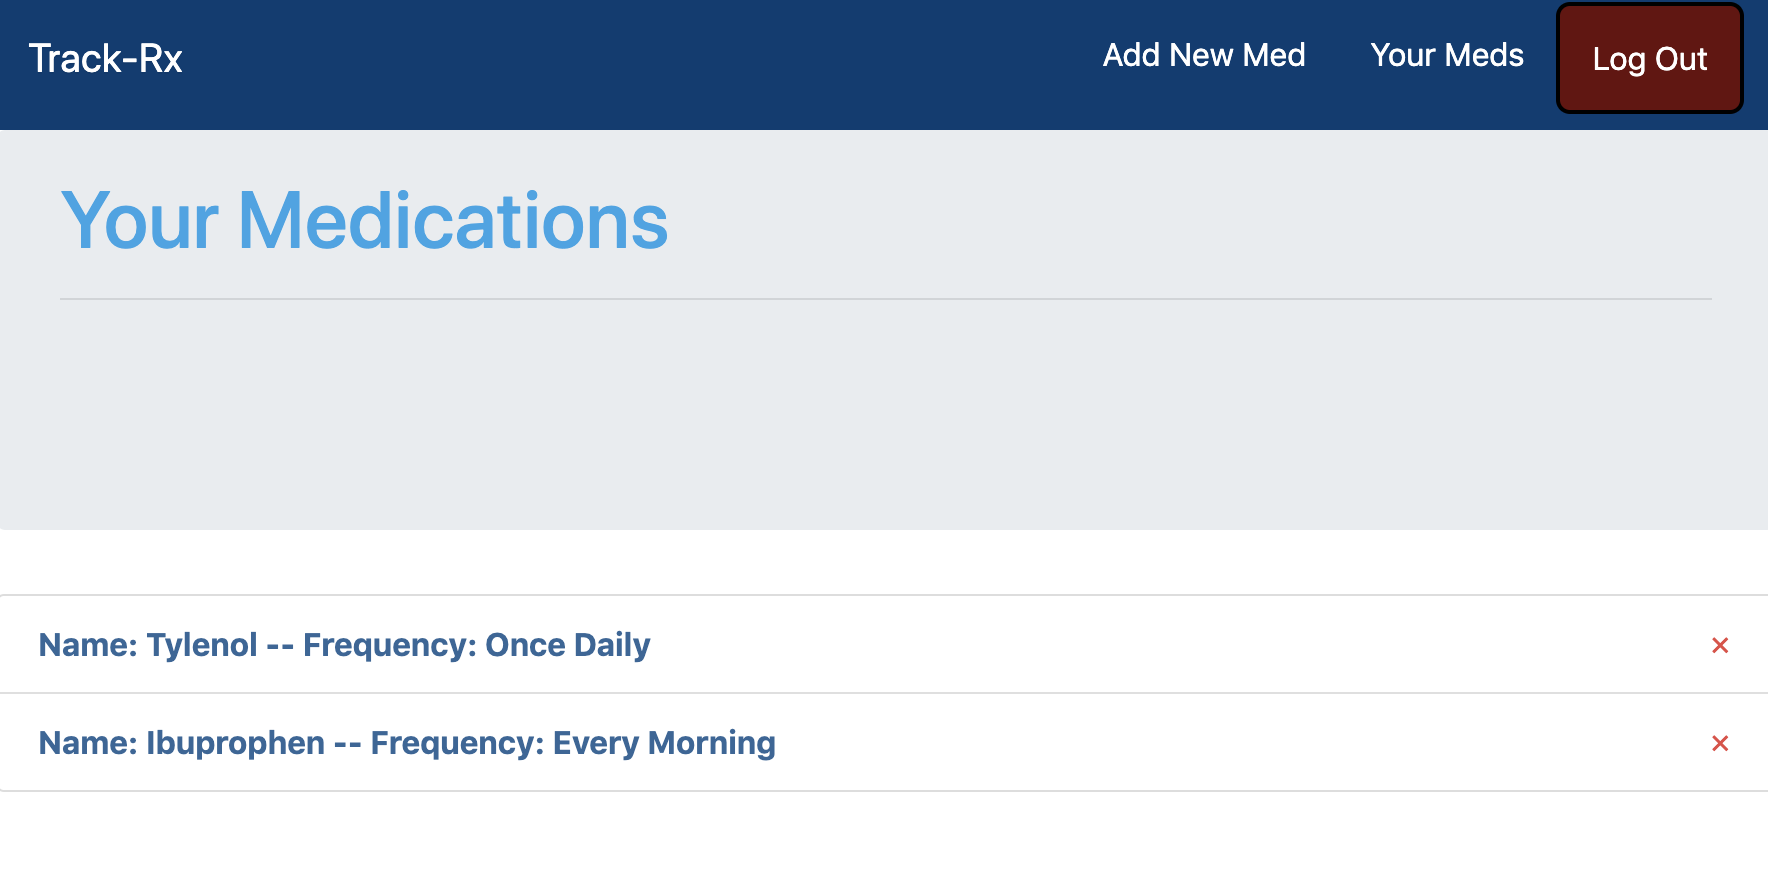 Track-Rx
Add New Med
Your Meds
Log Out
Your Medications
Name: Tylenol -- Frequency: Once Daily
×
Name: Ibuprophen -- Frequency: Every Morning
×